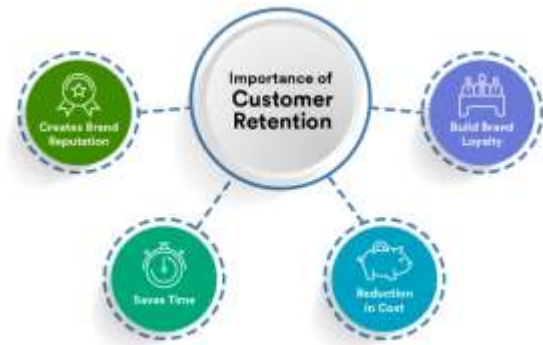 Importance of
Customer
Retention
Creates Brand
Reputation
Build Brand
Loyalty
Saves Time
Reduction
in Cost